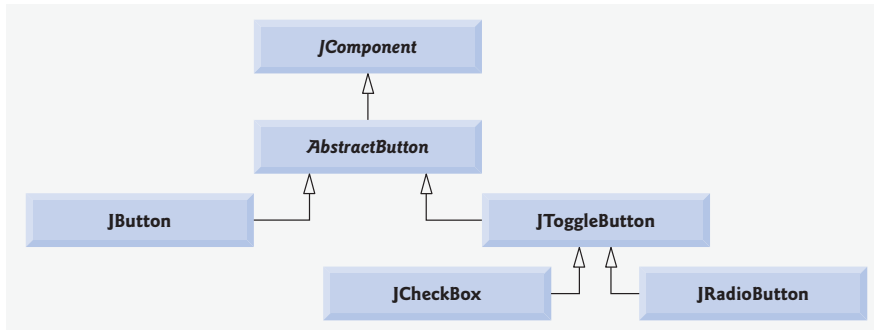 JComponent
AbstractButton
JButton
JToggleButton
JCheckBox
JRadioButton